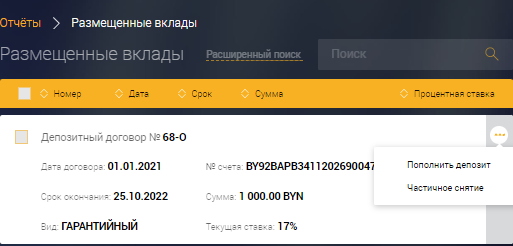 Отчёты > Размещенные вклады
Размещенные вклады Расширенный поиск Поиск
Номер Дата Срок Сумма Процентная ставка
Депозитный договор № 68-О
Дата договора: 01.01.2021 № счета: BY92BAPB3411202690047
Пополнить депозит
Частичное снятие
Срок окончания: 25.10.2022 Сумма: 1 000.00 BYN
Вид: ГАРАНТИЙНЫЙ Текущая ставка: 17%